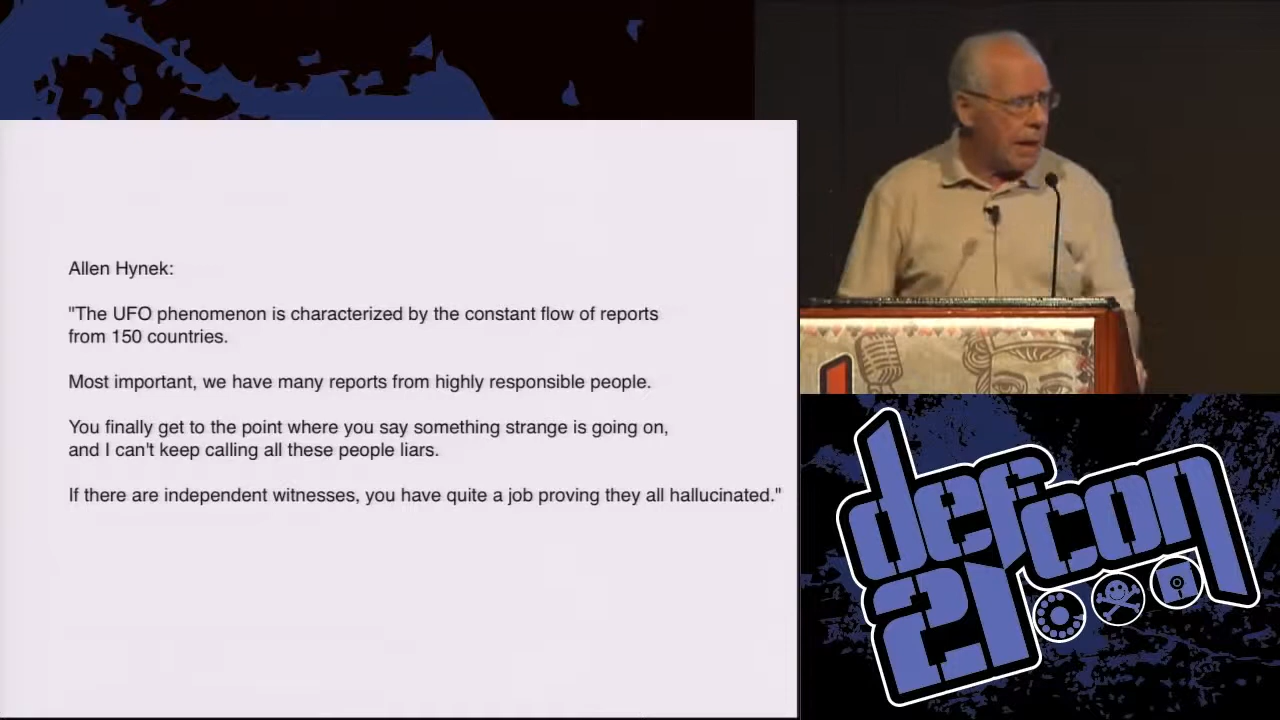 Allen Hynek:
"The UFO phenomenon is characterized by the constant flow of reports
from 150 countries.
Most important, we have many reports from highly responsible people.
You finally get to the point where you say something strange is going on,
and I can't keep calling all these people liars.
If there are independent witnesses, you have quite a job proving they all hallucinated."
defcon
21